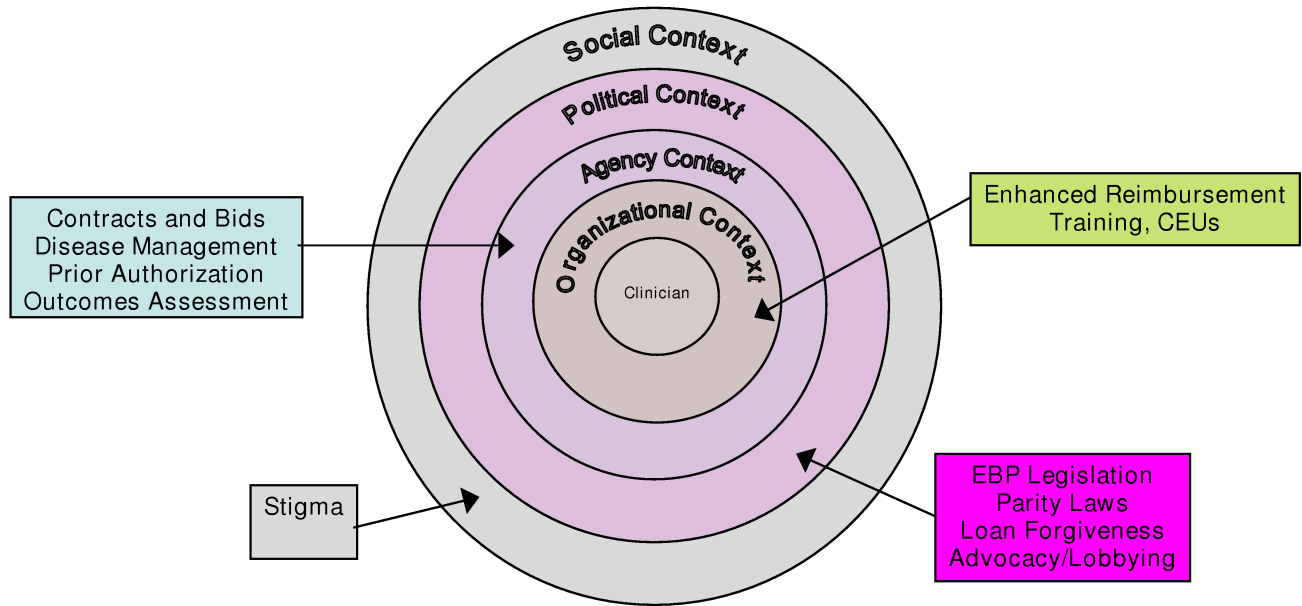 Social Context
Political Context
Agency Context
Organizational Context
Clinician
Contracts and Bids
Disease Management
Prior Authorization
Outcomes Assessment
Enhanced Reimbursement
Training, CEUs
Stigma
EBP Legislation
Parity Laws
Loan Forgiveness
Advocacy/Lobbying